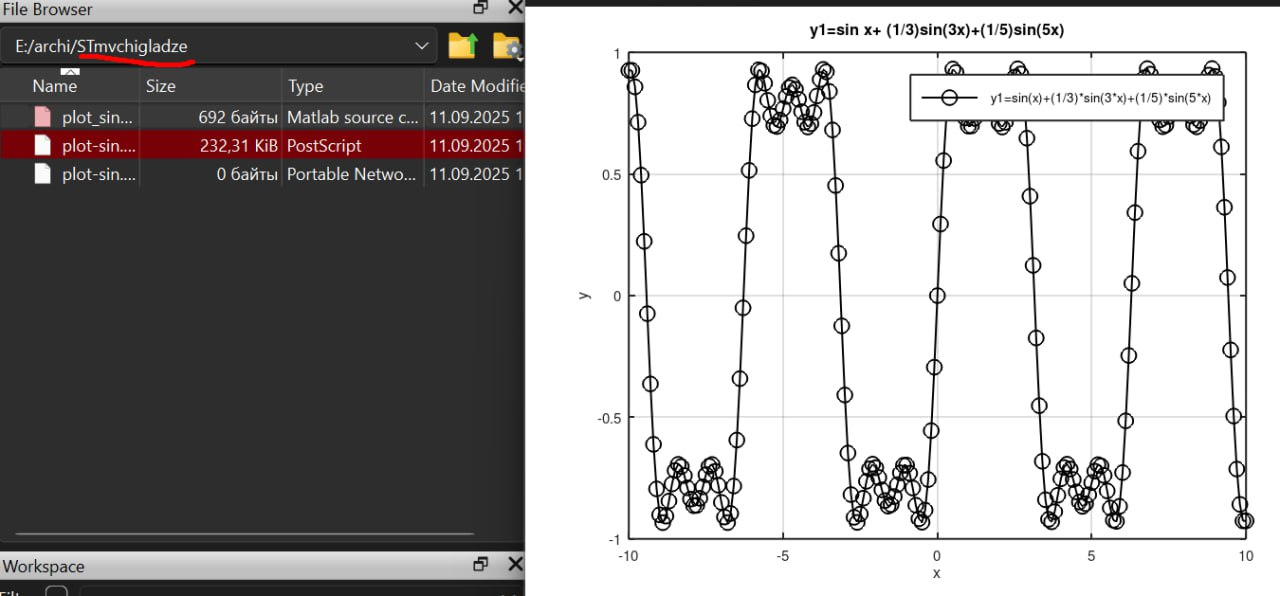 File Browser
E:/archi/STmvchigladze
Name Size Type Date Modifie
plot_sin... 692 байты Matlab source c... 11.09.2025 1
plot-sin.... 232,31 KiB PostScript 11.09.2025 1
plot-sin.... 0 байты Portable Netwo... 11.09.2025 1
Workspace
y1=sin x+ (1/3)sin(3x)+(1/5)sin(5x)
y1=sin(x)+(1/3)*sin(3*x)+(1/5)*sin(5*x)
1
0.5
0
-0.5
-1
y
-10 -5 0 5 10
x